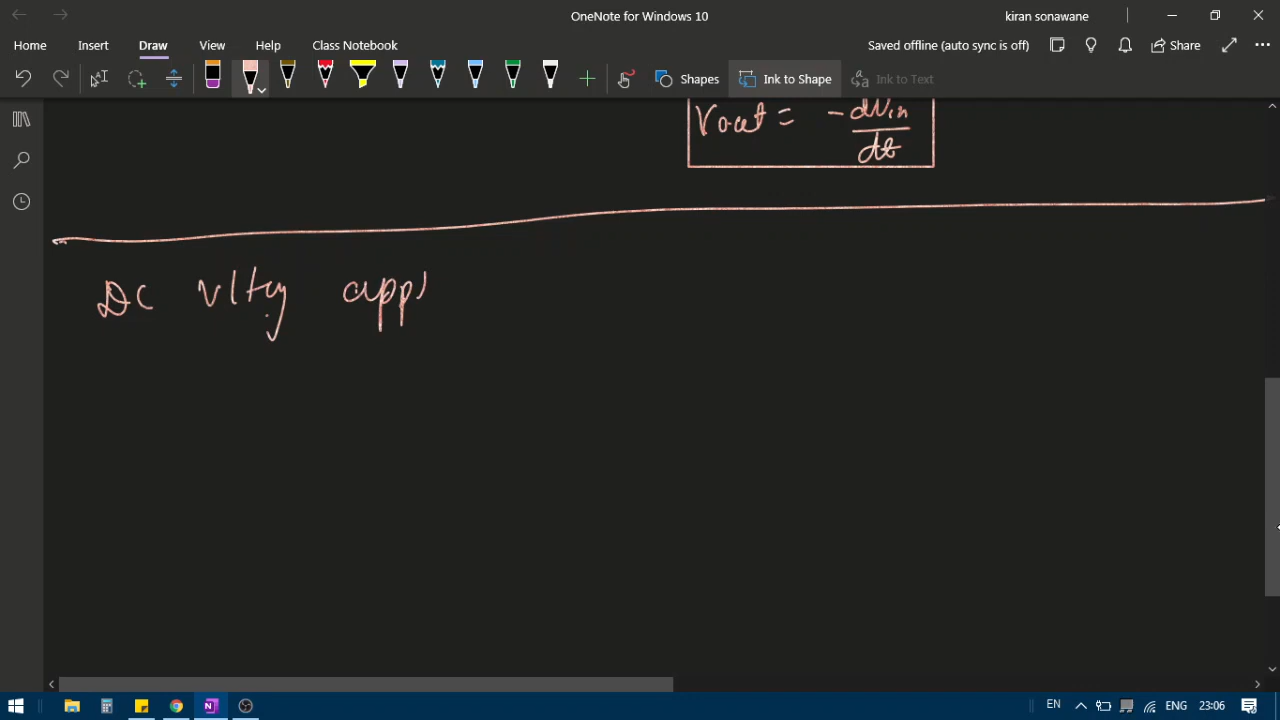 OneNote for Windows 10
kiran sonawane
Home Insert Draw View Help Class Notebook
Saved offline (auto sync is off)
Share
Shapes
Ink to Shape
Ink to Text
Vout = - dVin
dt
DC vltg appl
EN
ENG 23:06